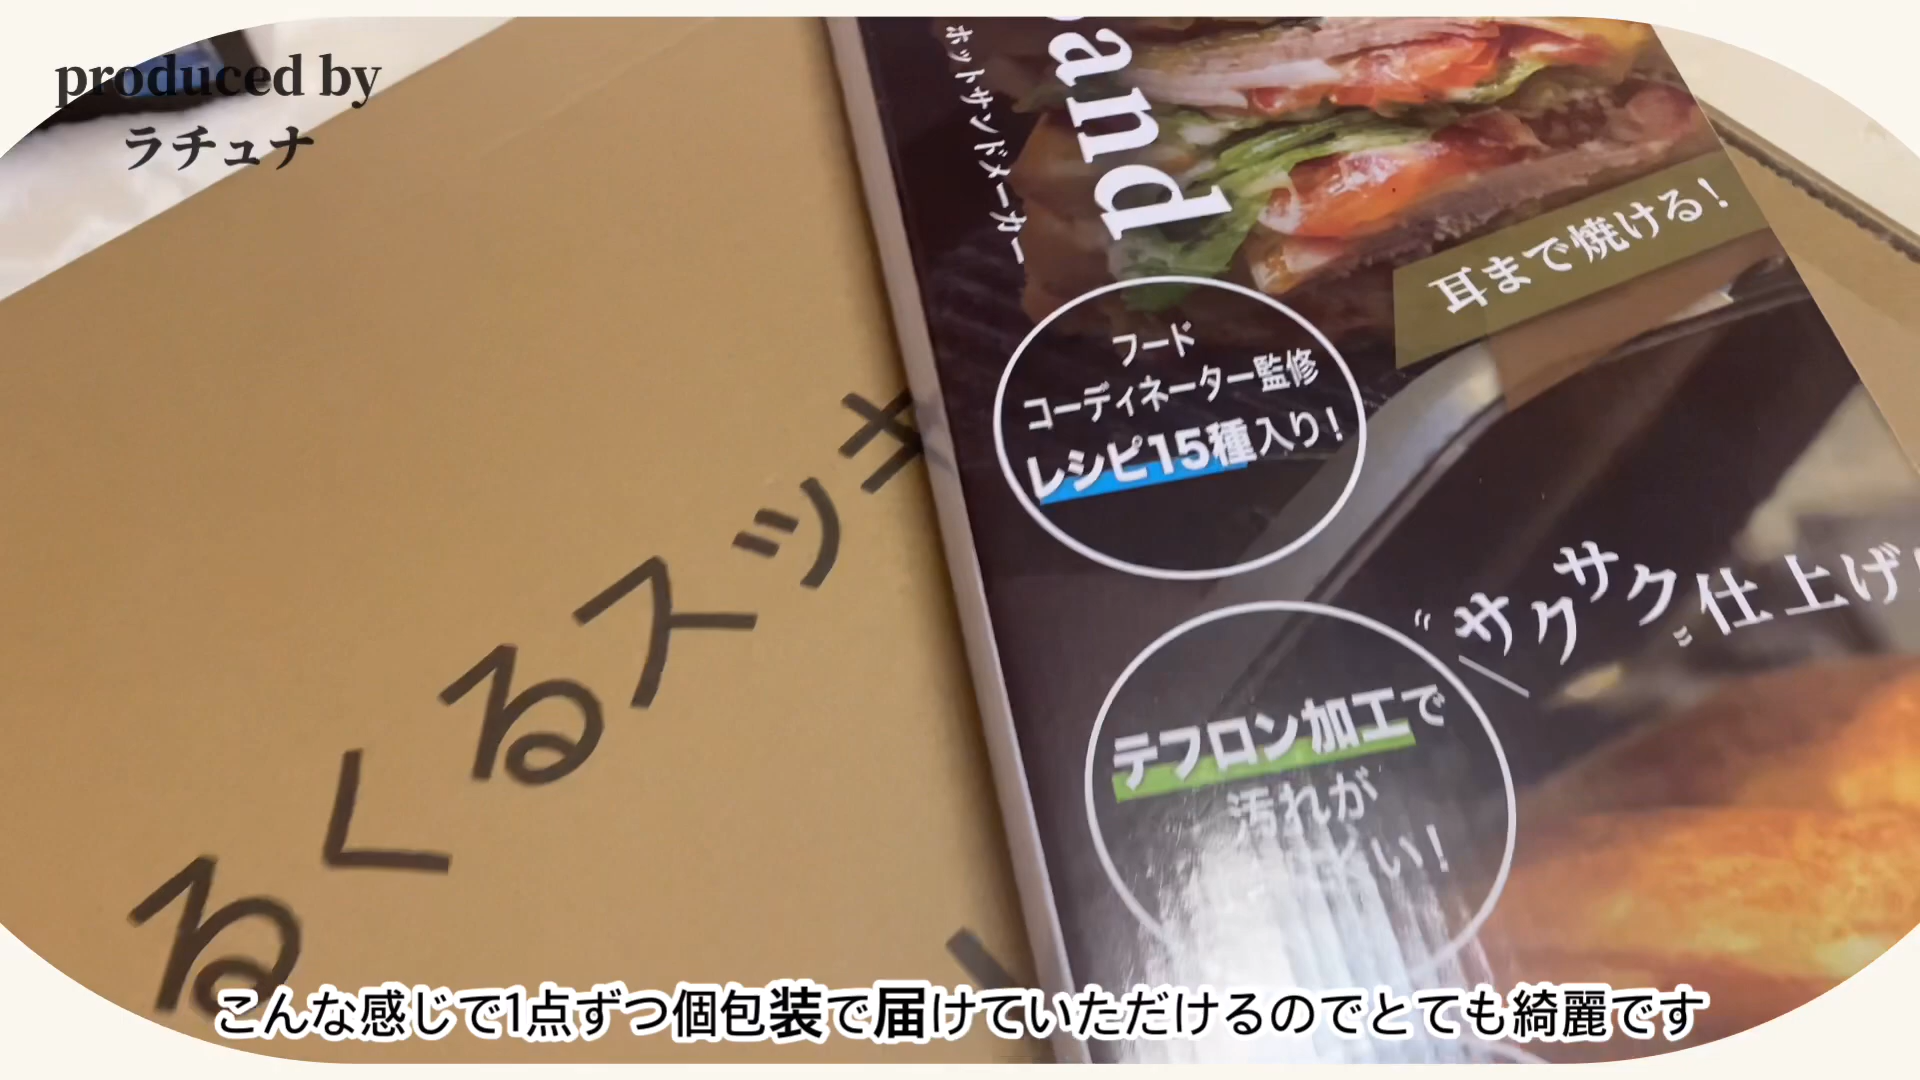 produced by
ラチュナ
るくるスッキ
and
ホットサンドメーカー
耳まで焼ける!
フード
コーディネーター監修
レシピ15種入り!
サクサク仕上げ
テフロン加工で
汚れが
い!
こんな感じで1点ずつ個包装で届けていただけるのでとても綺麗です